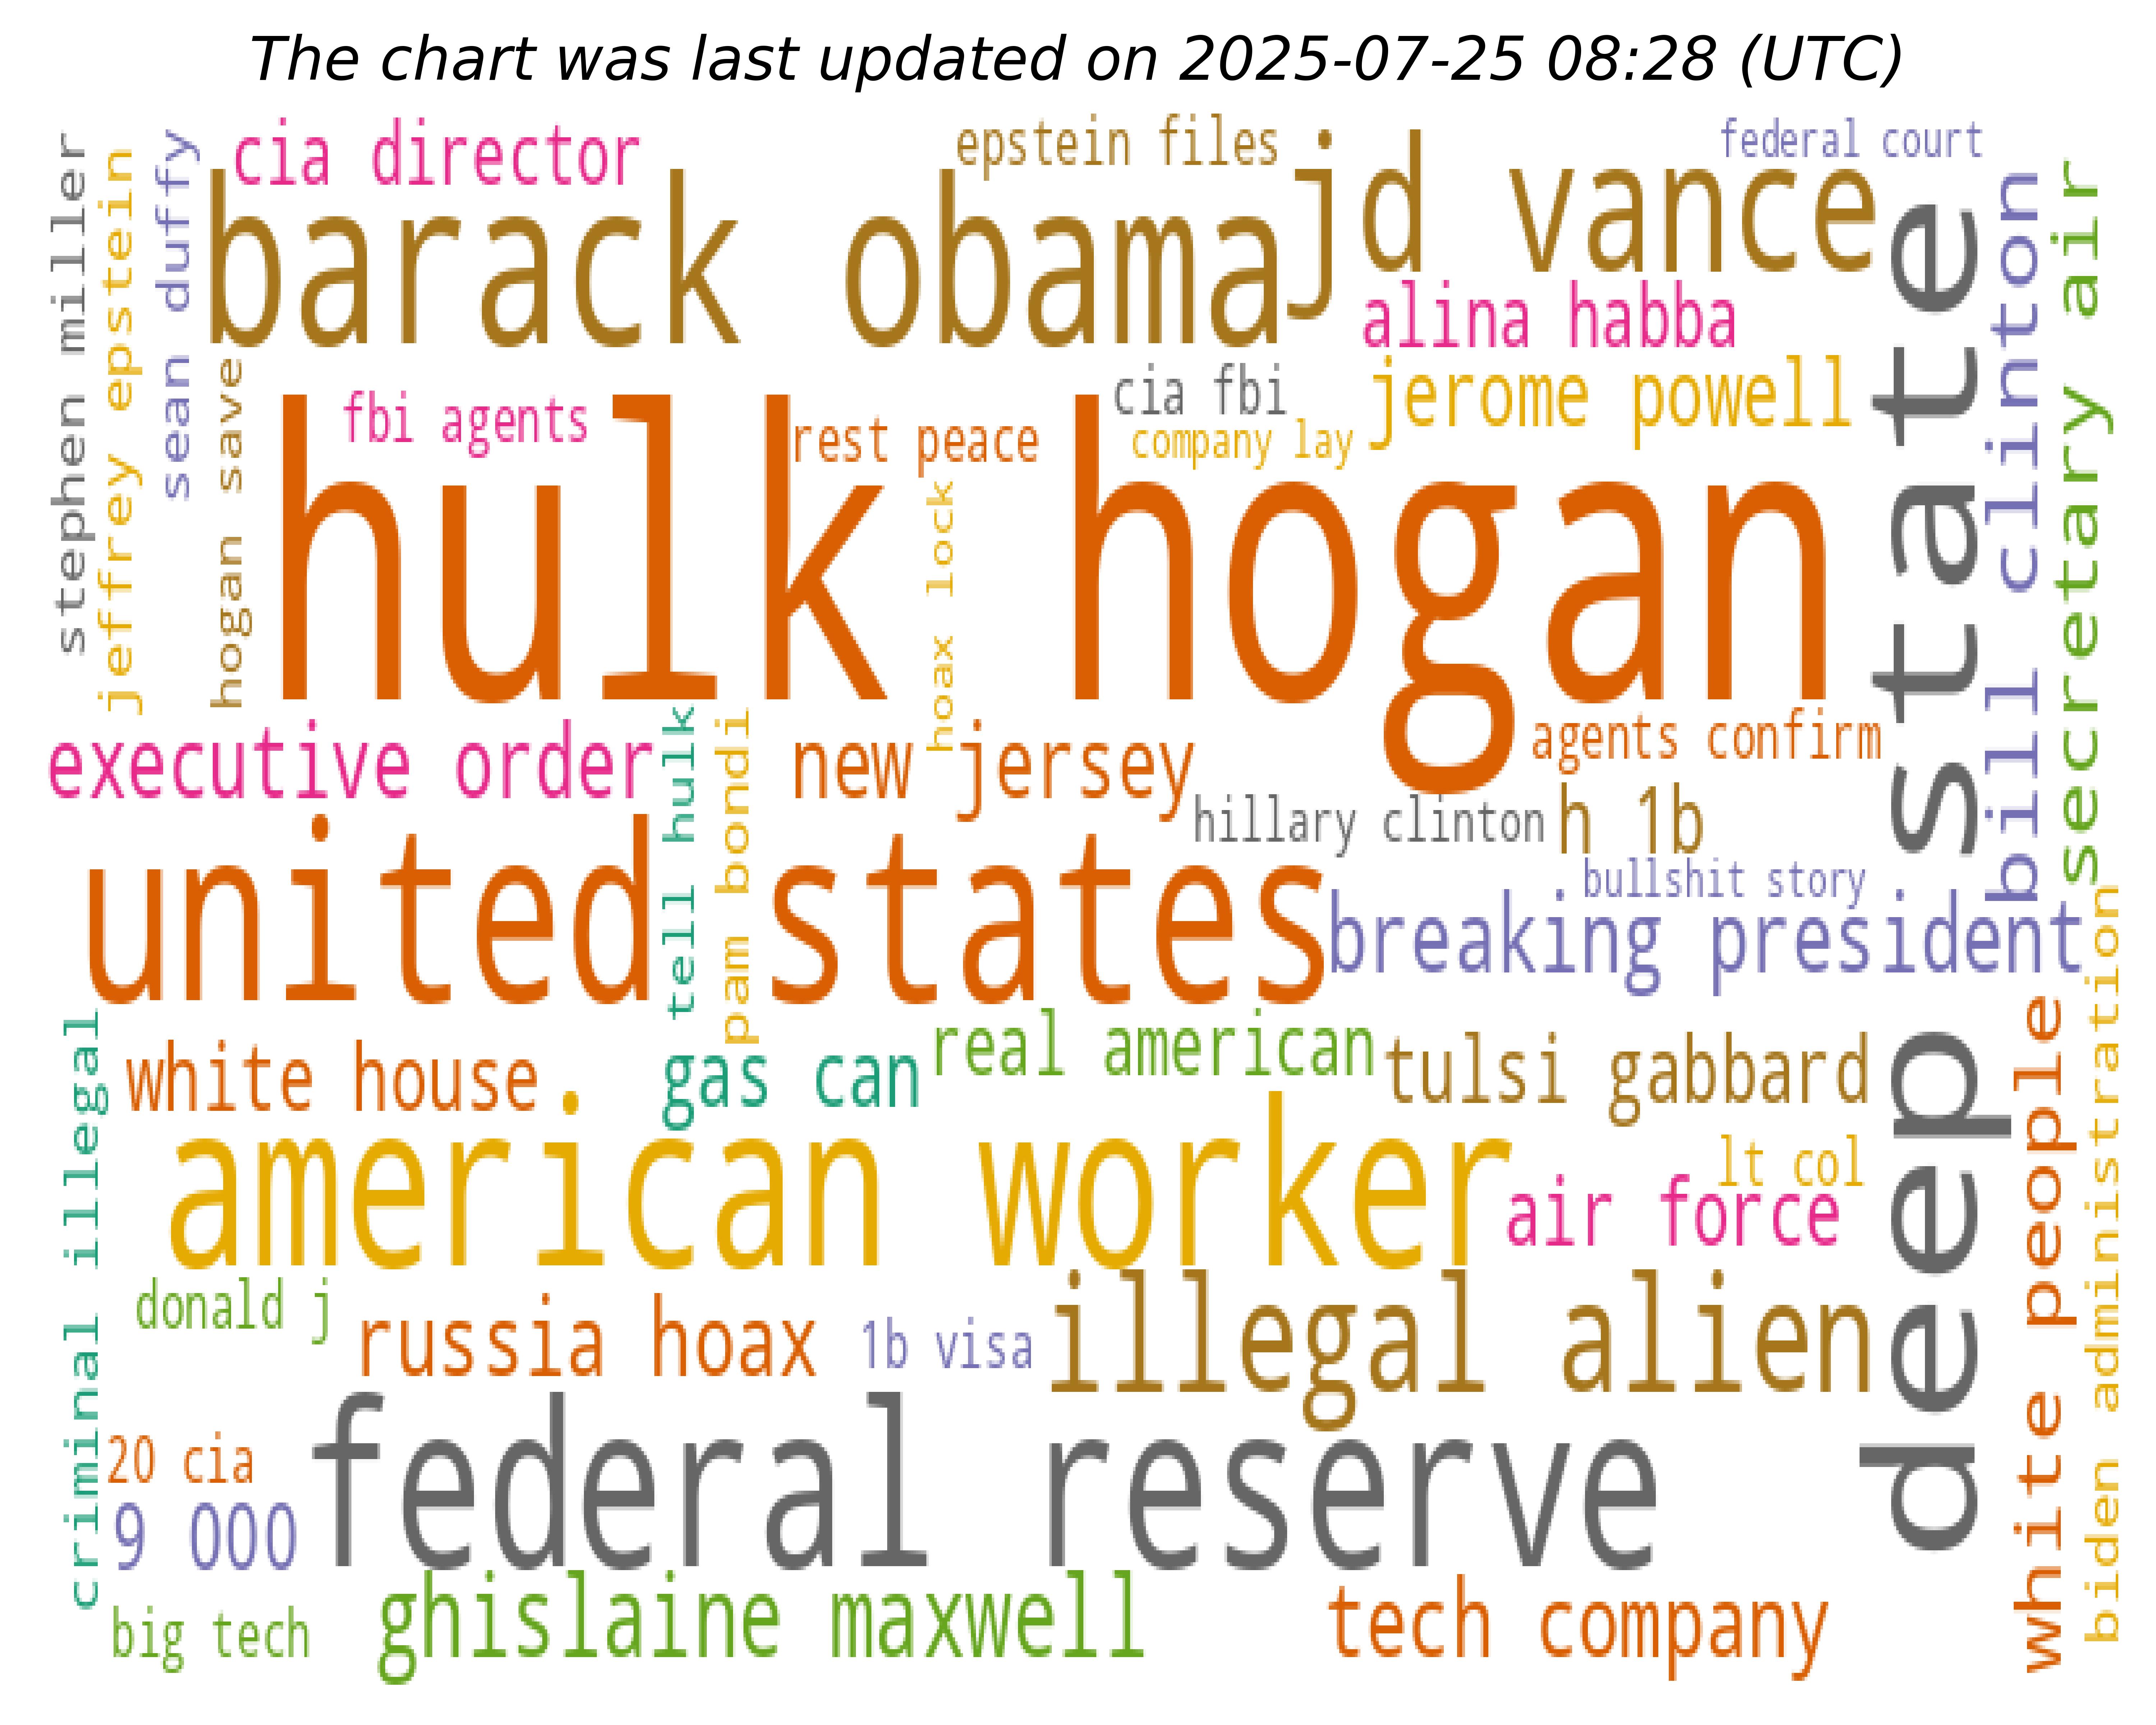 The chart was last updated on 2025-07-25 08:28 (UTC)
stephen miller
jeffrey epstein
sean duffy
cia director
epstein files
federal court
barack obama
jd vance
alina habba
deep state
bill clinton
secretary air
hogan save
fbi agents
cia fbi
jerome powell
rest peace
company lay
hulk hogan
hoax lock
executive order
tell hulk
pam bondi
new jersey
agents confirm
hillary clinton
h 1b
bullshit story
united states
breaking president
criminal illegal
white house
gas can
real american
tulsi gabbard
white people
biden administration
american worker
lt col
air force
donald j
russia hoax
1b visa
illegal alien
20 cia
federal reserve
9 000
big tech
ghislaine maxwell
tech company